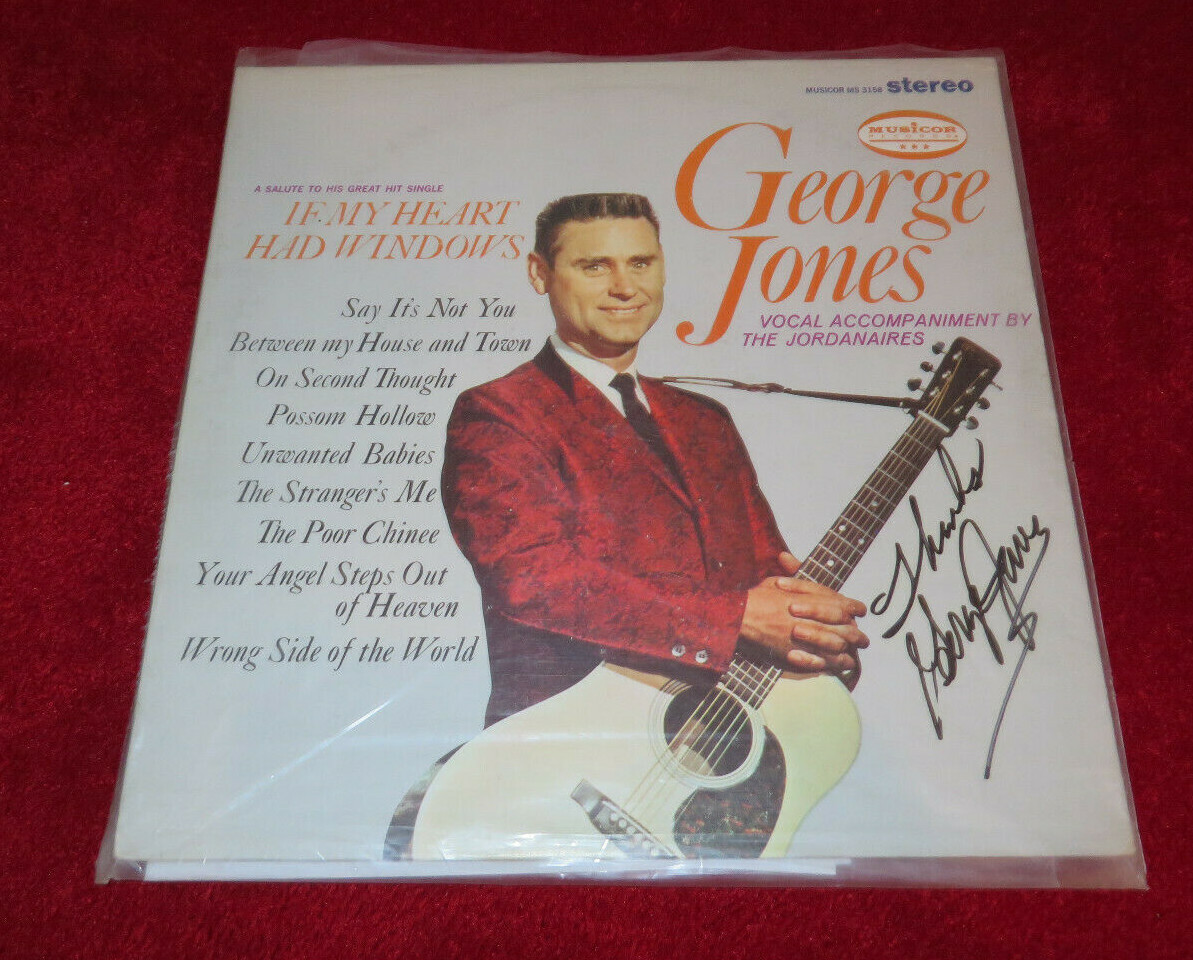 MUSICOR MS 3158 stereo
MUSICOR
RECORDS
George
Jones
VOCAL ACCOMPANIMENT BY
THE JORDANAIRES
A SALUTE TO HIS GREAT HIT SINGLE
IF MY HEART
HAD WINDOWS
Say It's Not You
Between my House and Town
On Second Thought
Possom Hollow
Unwanted Babies
The Stranger's Me
The Poor Chinee
Your Angel Steps Out
of Heaven
Wrong Side of the World
Thanks
George Jones